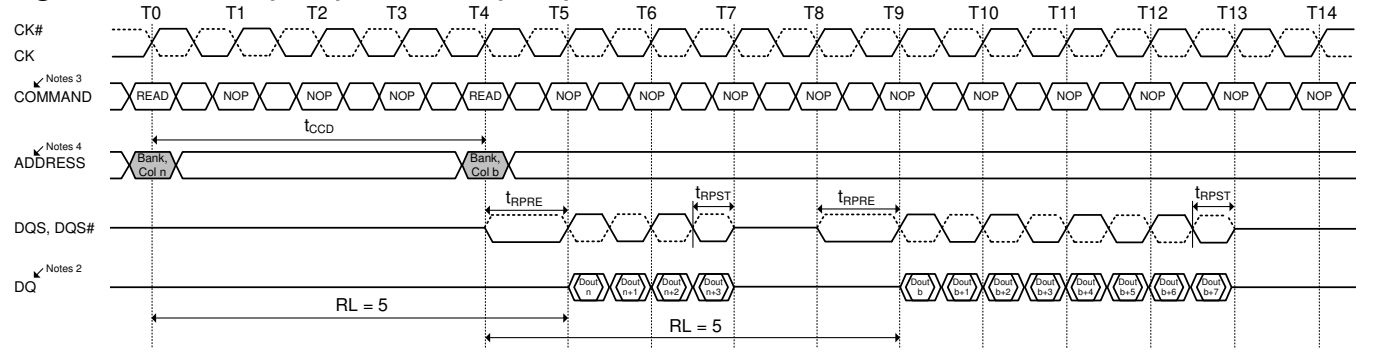 T0 T1 T2 T3 T4 T5 T6 T7 T8 T9 T10 T11 T12 T13 T14
CK#
CK
Notes 3
COMMAND READ NOP NOP NOP READ NOP NOP NOP NOP NOP NOP NOP NOP NOP NOP
tCCD
Notes 4
ADDRESS Bank, Col n Bank, Col b
tRPRE tRPST tRPRE tRPST
DQS, DQS#
Notes 2
DQ Dout n Dout n+1 Dout n+2 Dout n+3 Dout b Dout b+1 Dout b+2 Dout b+3 Dout b+4 Dout b+5 Dout b+6 Dout b+7
RL = 5
RL = 5